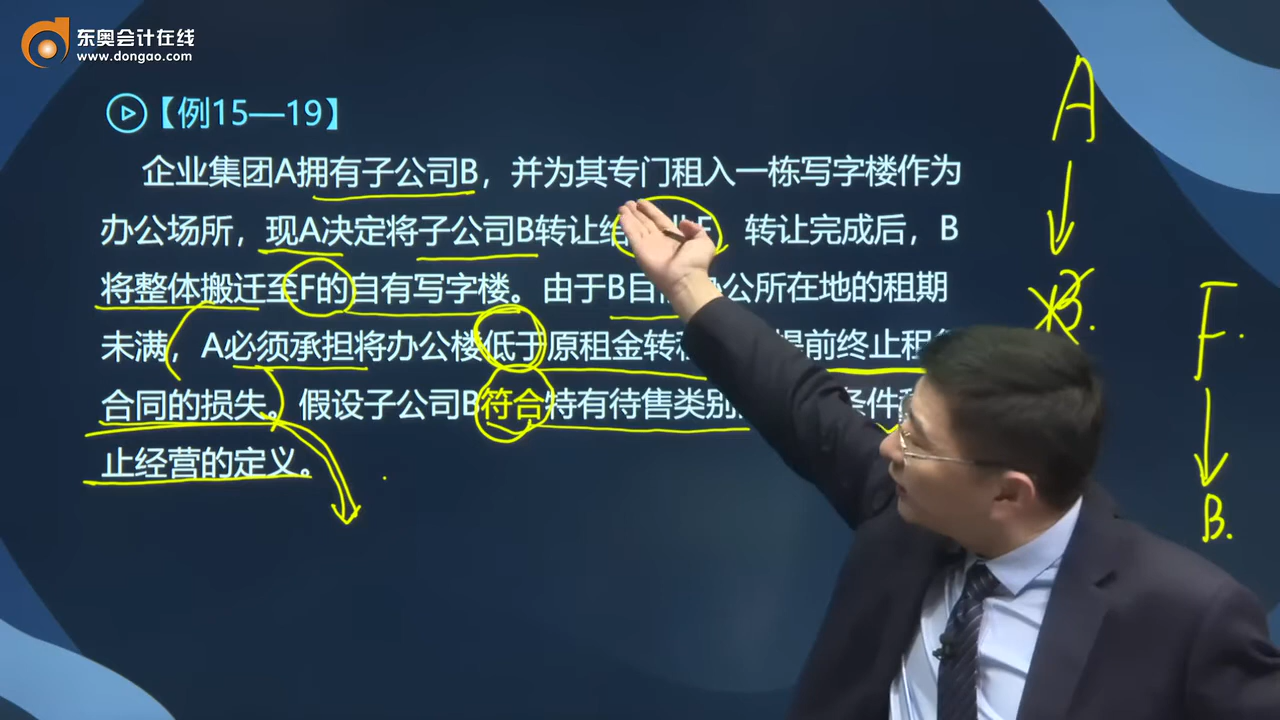 东奥会计在线
www.dongao.com
【例15—19】
企业集团A拥有子公司B，并为其专门租入一栋写字楼作为
办公场所，现A决定将子公司B转让给 F 转让完成后，B
将整体搬迁至F的自有写字楼。由于B目 公所在地的租期
未满，A必须承担将办公楼低于原租金转 提前终止租
合同的损失。假设子公司B符合特有待售类别 条件
止经营的定义。
A
B.
F.
B.